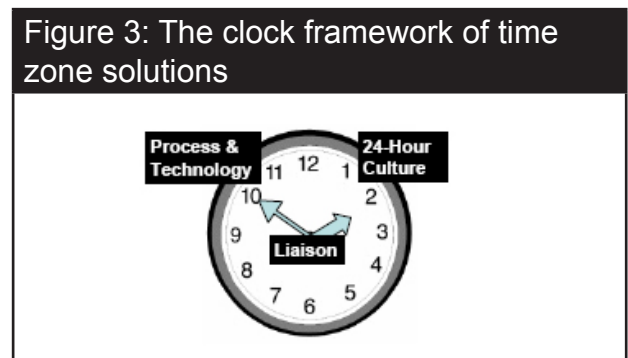 Figure 3: The clock framework of time
zone solutions
Process &
Technology
24-Hour
Culture
11 12 1
10 2
9 3
Liaison
8 4
7 6 5